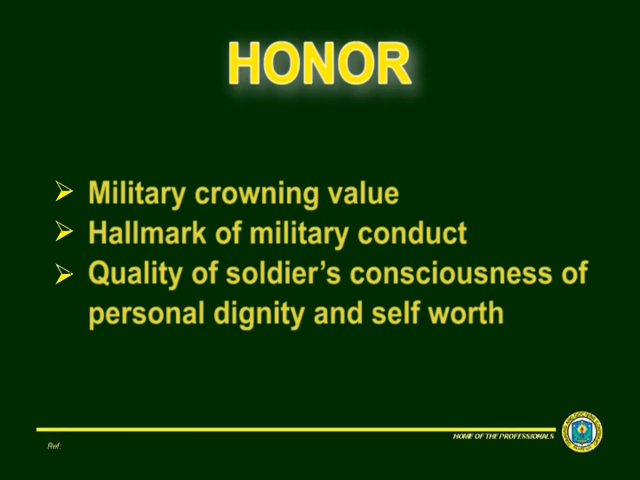 HONOR
Military crowning value
Hallmark of military conduct
Quality of soldier’s consciousness of
personal dignity and self worth
HOME OF THE PROFESSIONALS
Ref: